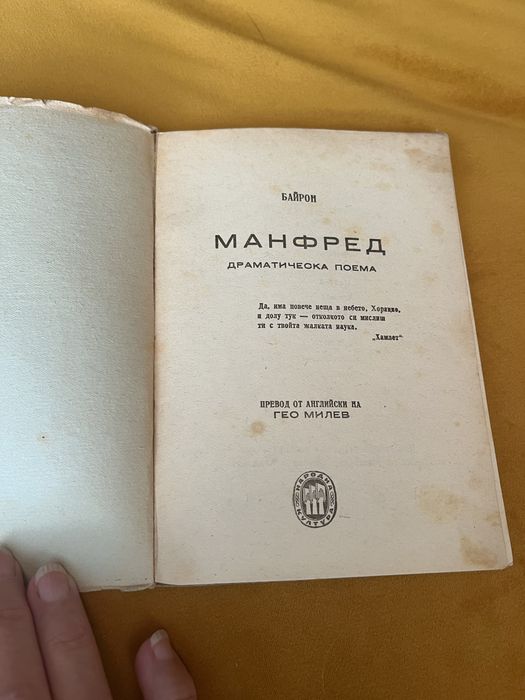 БАЙРОН
МАНФРЕД
ДРАМАТИЧЕСКА ПОЕМА
Да, има повече неща в небето, Хорацио,
и долу тук — отколкото си мислиш
ти с твойта жалката наука.
„Хамлет“
ПРЕВОД ОТ АНГЛИЙСКИ НА
ГЕО МИЛЕВ
НАРОДНА
КУЛТУРА